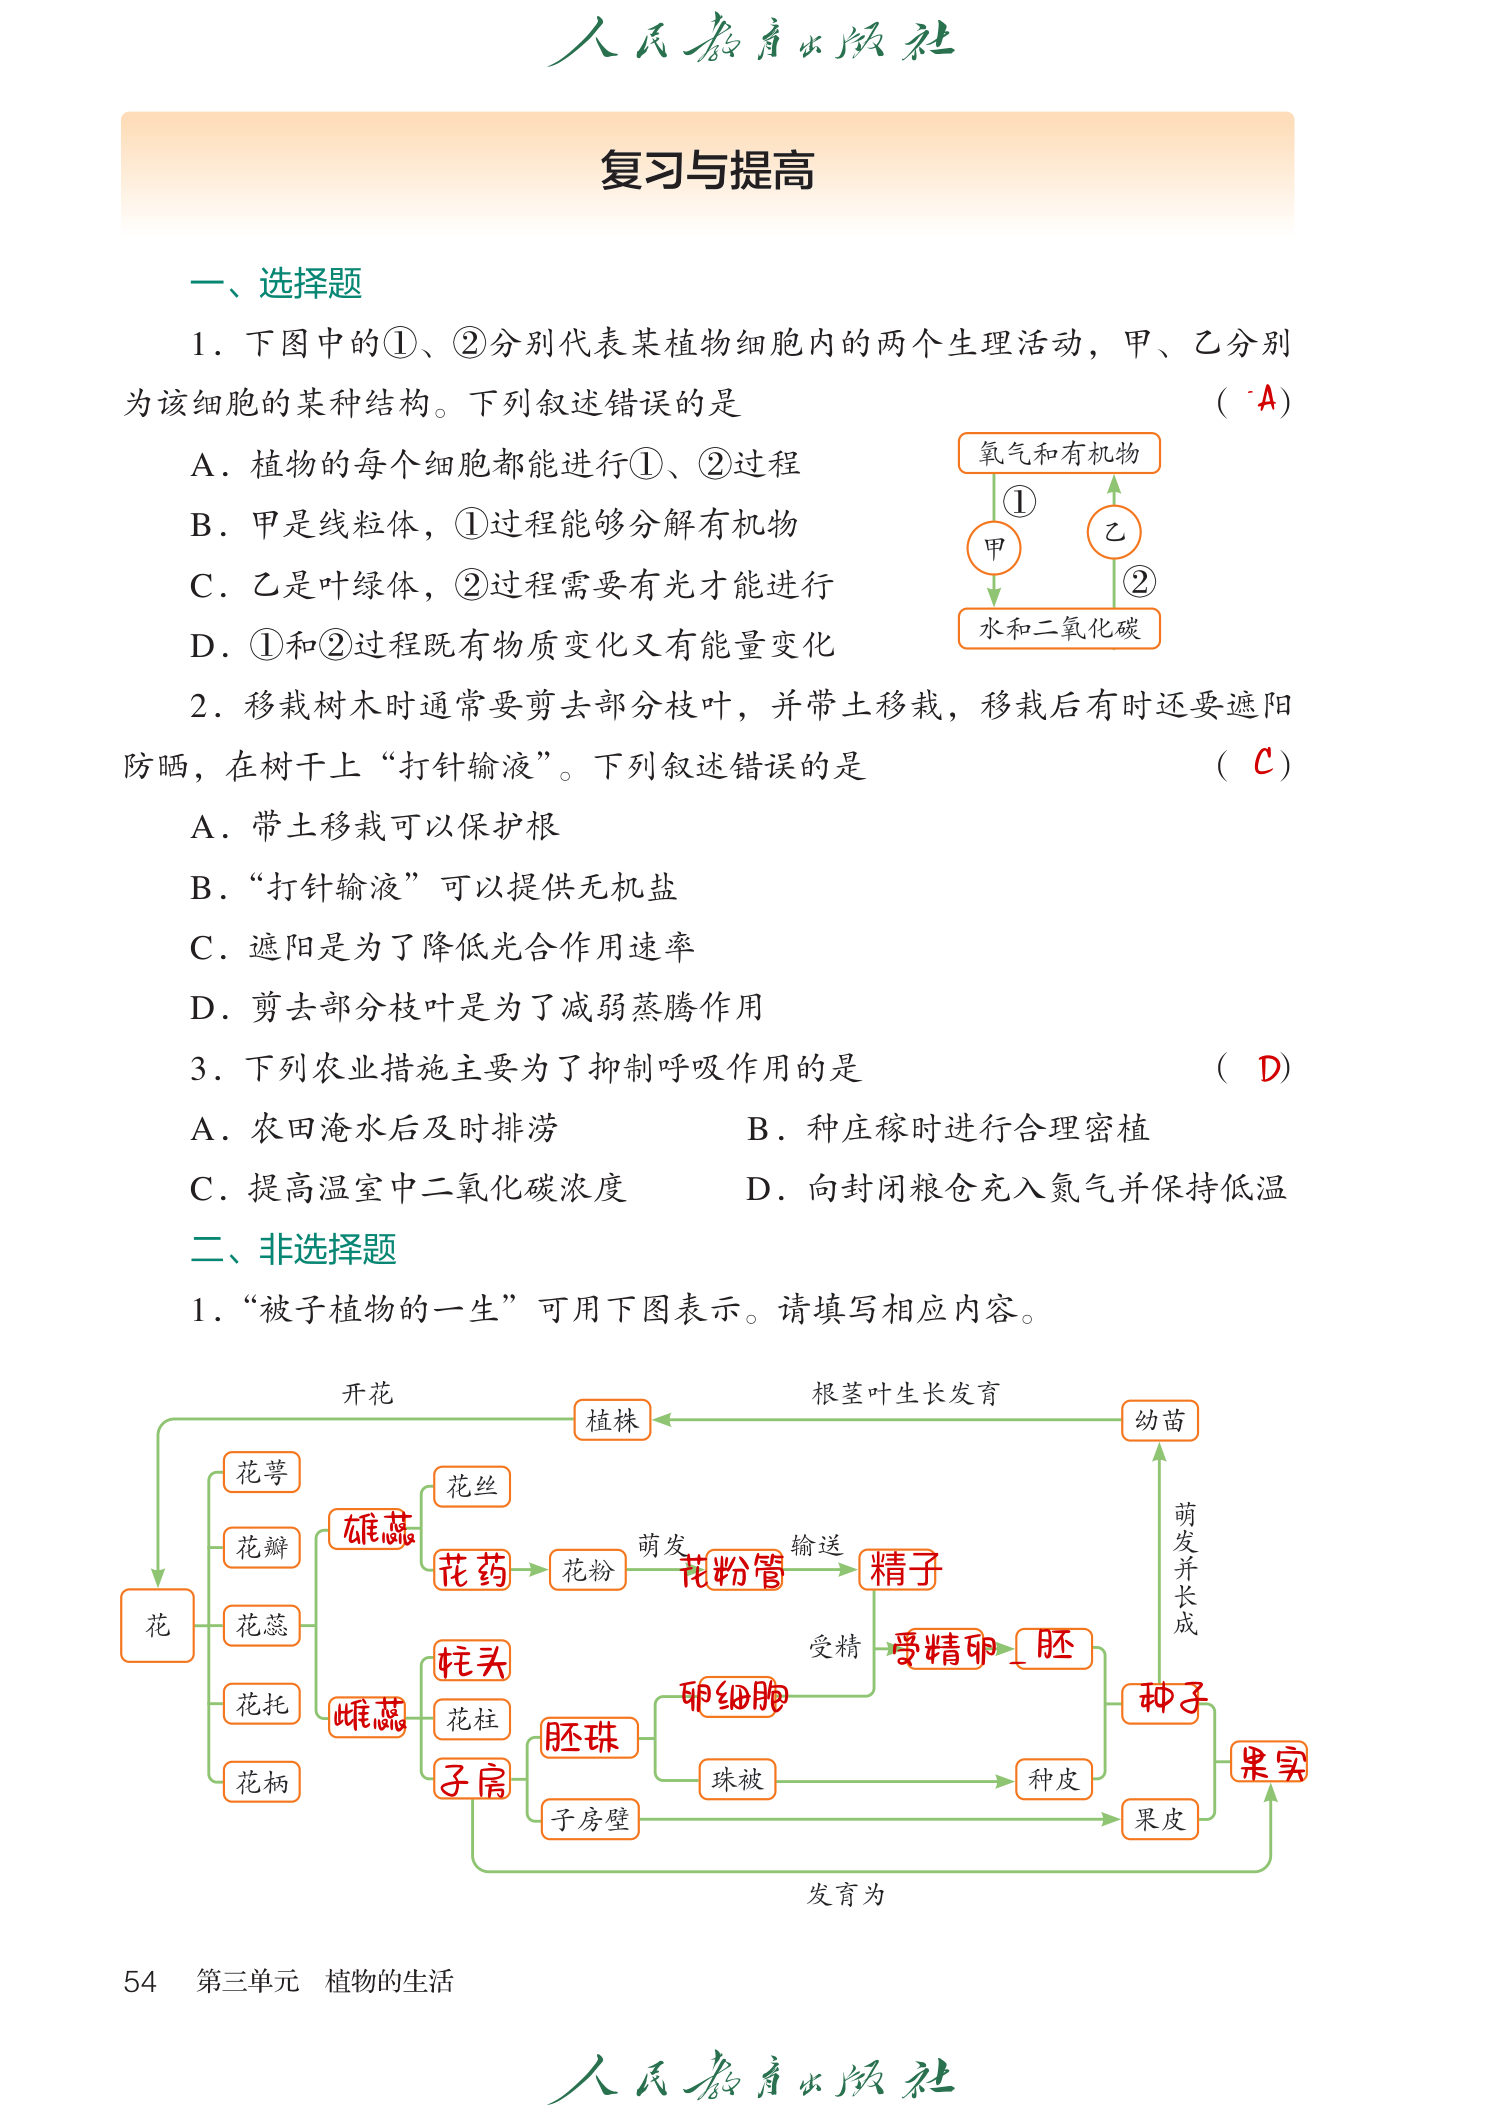 人民教育出版社
复习与提高
一、选择题
1. 下图中的①、②分别代表某植物细胞内的两个生理活动，甲、乙分别
为该细胞的某种结构。下列叙述错误的是 （ A）
A. 植物的每个细胞都能进行①、②过程
B. 甲是线粒体，①过程能够分解有机物
C. 乙是叶绿体，②过程需要有光才能进行
D. ①和②过程既有物质变化又有能量变化
氧气和有机物
①
甲
乙
②
水和二氧化碳
2. 移栽树木时通常要剪去部分枝叶，并带土移栽，移栽后有时还要遮阳
防晒，在树干上“打针输液”。下列叙述错误的是 （ C）
A. 带土移栽可以保护根
B. “打针输液”可以提供无机盐
C. 遮阳是为了降低光合作用速率
D. 剪去部分枝叶是为了减弱蒸腾作用
3. 下列农业措施主要为了抑制呼吸作用的是 （ D）
A. 农田淹水后及时排涝 B. 种庄稼时进行合理密植
C. 提高温室中二氧化碳浓度 D. 向封闭粮仓充入氮气并保持低温
二、非选择题
1. “被子植物的一生”可用下图表示。请填写相应内容。
开花
植株
根茎叶生长发育
幼苗
花萼
花丝
雄蕊
花瓣
花药
花粉
萌发
花粉管
输送
精子
萌发并长成
花
花蕊
受精
受精卵
胚
柱头
花托
雌蕊
花柱
卵细胞
种子
胚珠
花柄
子房
珠被
种皮
果实
子房壁
果皮
发育为
54 第三单元 植物的生活
人民教育出版社